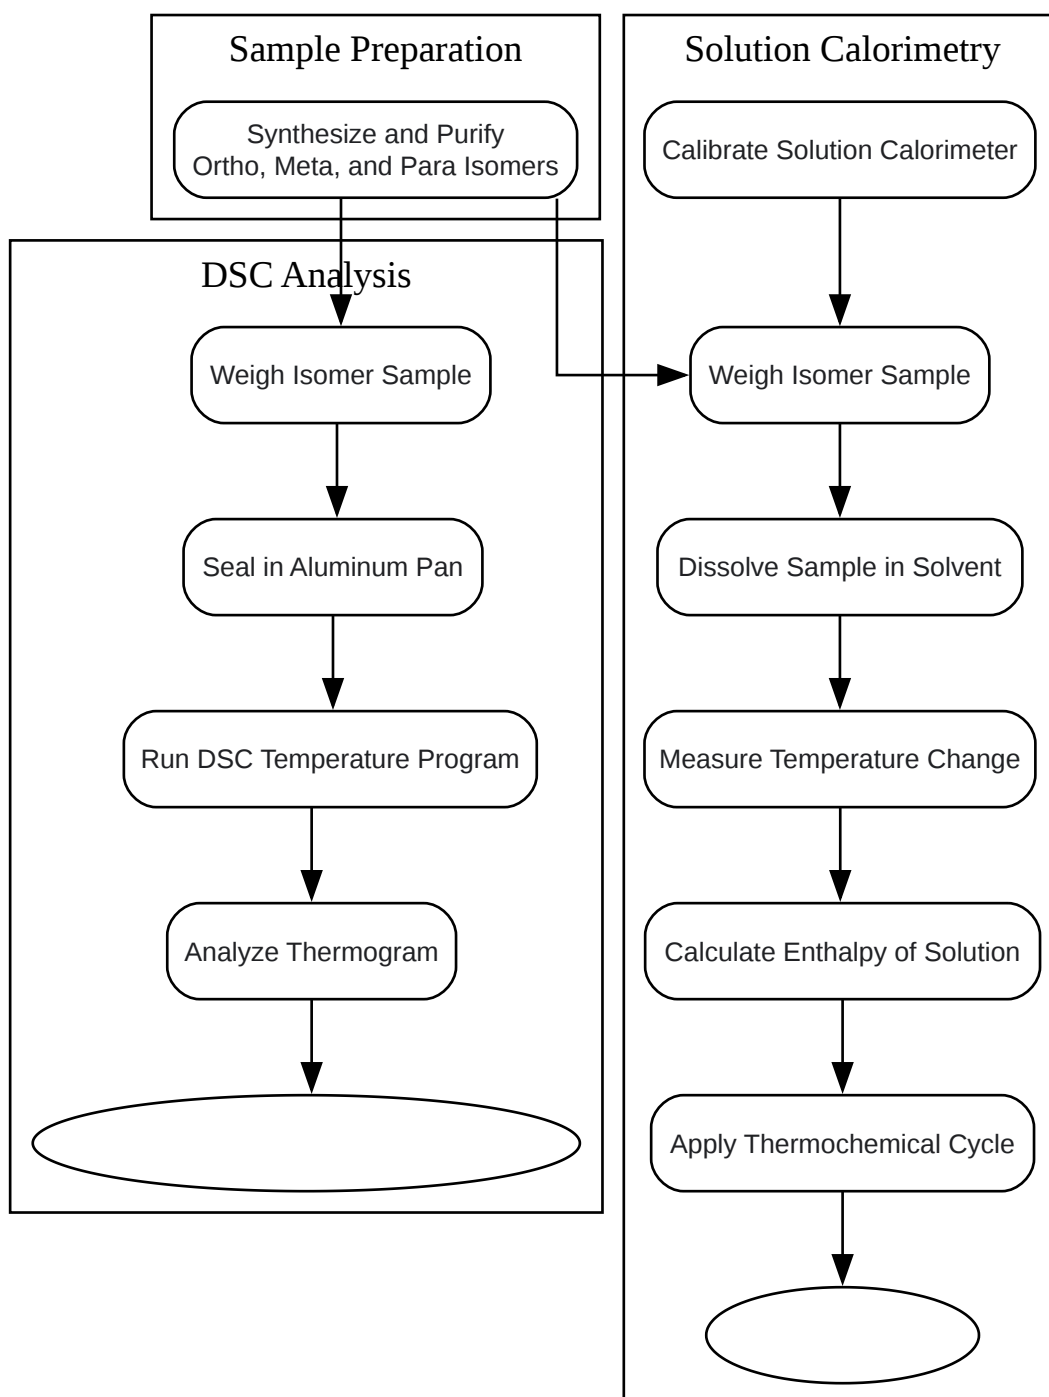 Sample Preparation
Synthesize and Purify
Ortho, Meta, and Para Isomers
DSC Analysis
Weigh Isomer Sample
Seal in Aluminum Pan
Run DSC Temperature Program
Analyze Thermogram
Solution Calorimetry
Calibrate Solution Calorimeter
Weigh Isomer Sample
Dissolve Sample in Solvent
Measure Temperature Change
Calculate Enthalpy of Solution
Apply Thermochemical Cycle